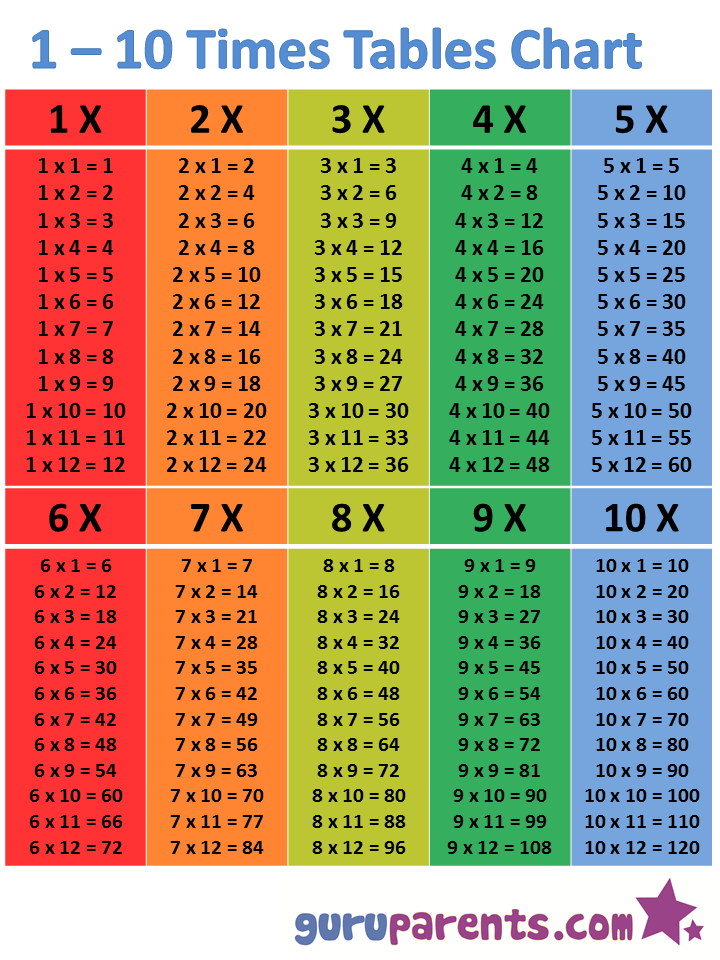 1 – 10 Times Tables Chart
1 X
1 x 1 = 1
1 x 2 = 2
1 x 3 = 3
1 x 4 = 4
1 x 5 = 5
1 x 6 = 6
1 x 7 = 7
1 x 8 = 8
1 x 9 = 9
1 x 10 = 10
1 x 11 = 11
1 x 12 = 12
2 X
2 x 1 = 2
2 x 2 = 4
2 x 3 = 6
2 x 4 = 8
2 x 5 = 10
2 x 6 = 12
2 x 7 = 14
2 x 8 = 16
2 x 9 = 18
2 x 10 = 20
2 x 11 = 22
2 x 12 = 24
3 X
3 x 1 = 3
3 x 2 = 6
3 x 3 = 9
3 x 4 = 12
3 x 5 = 15
3 x 6 = 18
3 x 7 = 21
3 x 8 = 24
3 x 9 = 27
3 x 10 = 30
3 x 11 = 33
3 x 12 = 36
4 X
4 x 1 = 4
4 x 2 = 8
4 x 3 = 12
4 x 4 = 16
4 x 5 = 20
4 x 6 = 24
4 x 7 = 28
4 x 8 = 32
4 x 9 = 36
4 x 10 = 40
4 x 11 = 44
4 x 12 = 48
5 X
5 x 1 = 5
5 x 2 = 10
5 x 3 = 15
5 x 4 = 20
5 x 5 = 25
5 x 6 = 30
5 x 7 = 35
5 x 8 = 40
5 x 9 = 45
5 x 10 = 50
5 x 11 = 55
5 x 12 = 60
6 X
6 x 1 = 6
6 x 2 = 12
6 x 3 = 18
6 x 4 = 24
6 x 5 = 30
6 x 6 = 36
6 x 7 = 42
6 x 8 = 48
6 x 9 = 54
6 x 10 = 60
6 x 11 = 66
6 x 12 = 72
7 X
7 x 1 = 7
7 x 2 = 14
7 x 3 = 21
7 x 4 = 28
7 x 5 = 35
7 x 6 = 42
7 x 7 = 49
7 x 8 = 56
7 x 9 = 63
7 x 10 = 70
7 x 11 = 77
7 x 12 = 84
8 X
8 x 1 = 8
8 x 2 = 16
8 x 3 = 24
8 x 4 = 32
8 x 5 = 40
8 x 6 = 48
8 x 7 = 56
8 x 8 = 64
8 x 9 = 72
8 x 10 = 80
8 x 11 = 88
8 x 12 = 96
9 X
9 x 1 = 9
9 x 2 = 18
9 x 3 = 27
9 x 4 = 36
9 x 5 = 45
9 x 6 = 54
9 x 7 = 63
9 x 8 = 72
9 x 9 = 81
9 x 10 = 90
9 x 11 = 99
9 x 12 = 108
10 X
10 x 1 = 10
10 x 2 = 20
10 x 3 = 30
10 x 4 = 40
10 x 5 = 50
10 x 6 = 60
10 x 7 = 70
10 x 8 = 80
10 x 9 = 90
10 x 10 = 100
10 x 11 = 110
10 x 12 = 120
guruparents.com